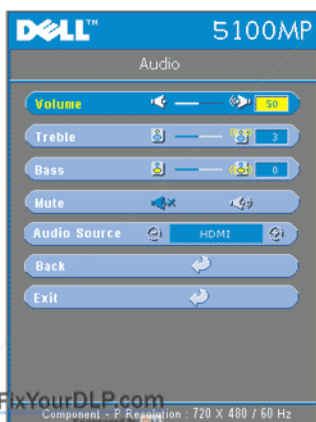 DELL™ 5100MP
Audio
Volume 50
Treble 3
Bass 0
Mute
Audio Source HDMI
Back
Exit
FixYourDLP.com
Component - P Resolution : 720 X 480 / 60 Hz